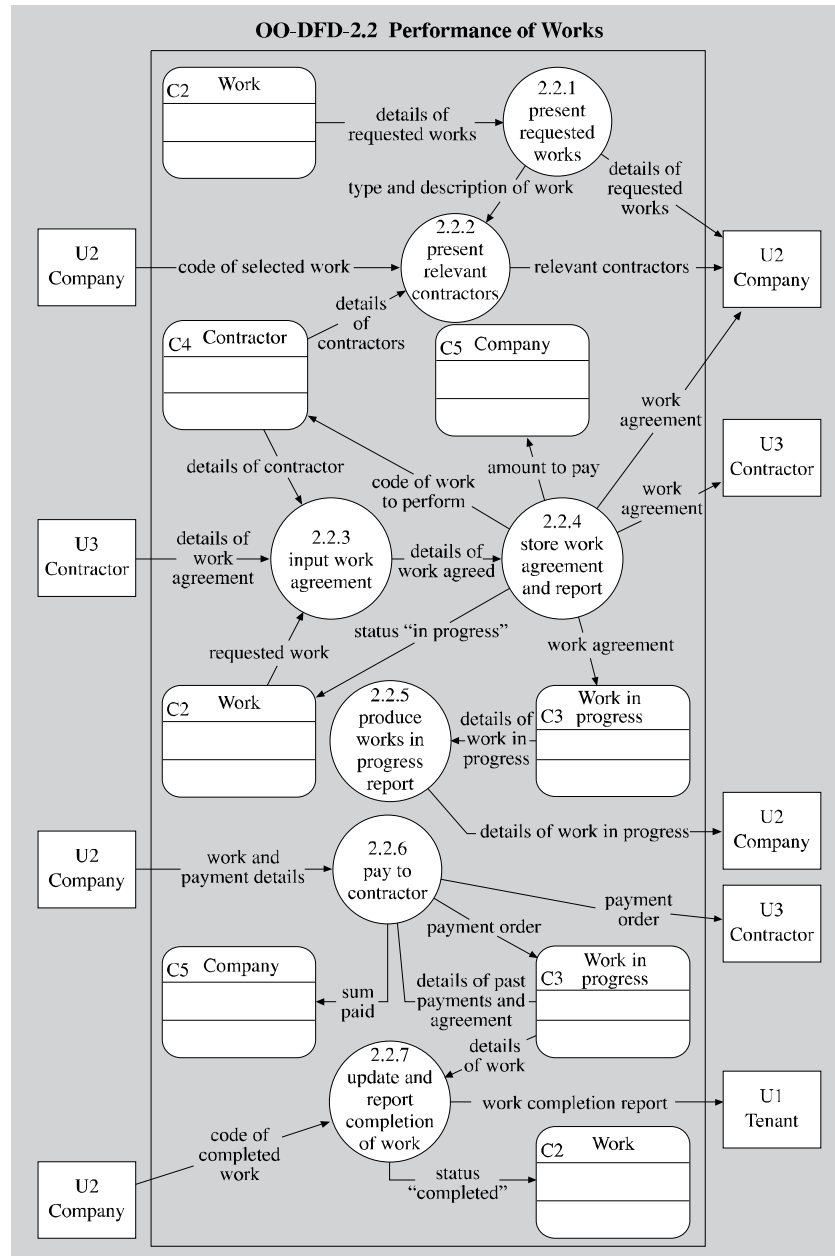 OO-DFD-2.2 Performance of Works
C2
Work
details of
requested works
2.2.1
present
requested
works
type and description of work
details of
requested
works
U2
Company
code of selected work
2.2.2
present
relevant
contractors
relevant contractors
U2
Company
details
of
contractors
C4
Contractor
C5
Company
work
agreement
U3
Contractor
details of contractor
code of work
to perform
amount to pay
work
agreement
U3
Contractor
details of
work
agreement
2.2.3
input work
agreement
details of
work agreed
2.2.4
store work
agreement
and report
requested work
status “in progress”
work agreement
C2
Work
2.2.5
produce
works in
progress
report
details of
work in
progress
C3
Work in
progress
details of work in progress
U2
Company
U2
Company
work and
payment details
2.2.6
pay to
contractor
payment
order
U3
Contractor
payment order
C5
Company
sum
paid
details of past
payments and
agreement
C3
Work in
progress
details
of work
2.2.7
update and
report
completion
of work
work completion report
U1
Tenant
code of
completed
work
U2
Company
status
“completed”
C2
Work